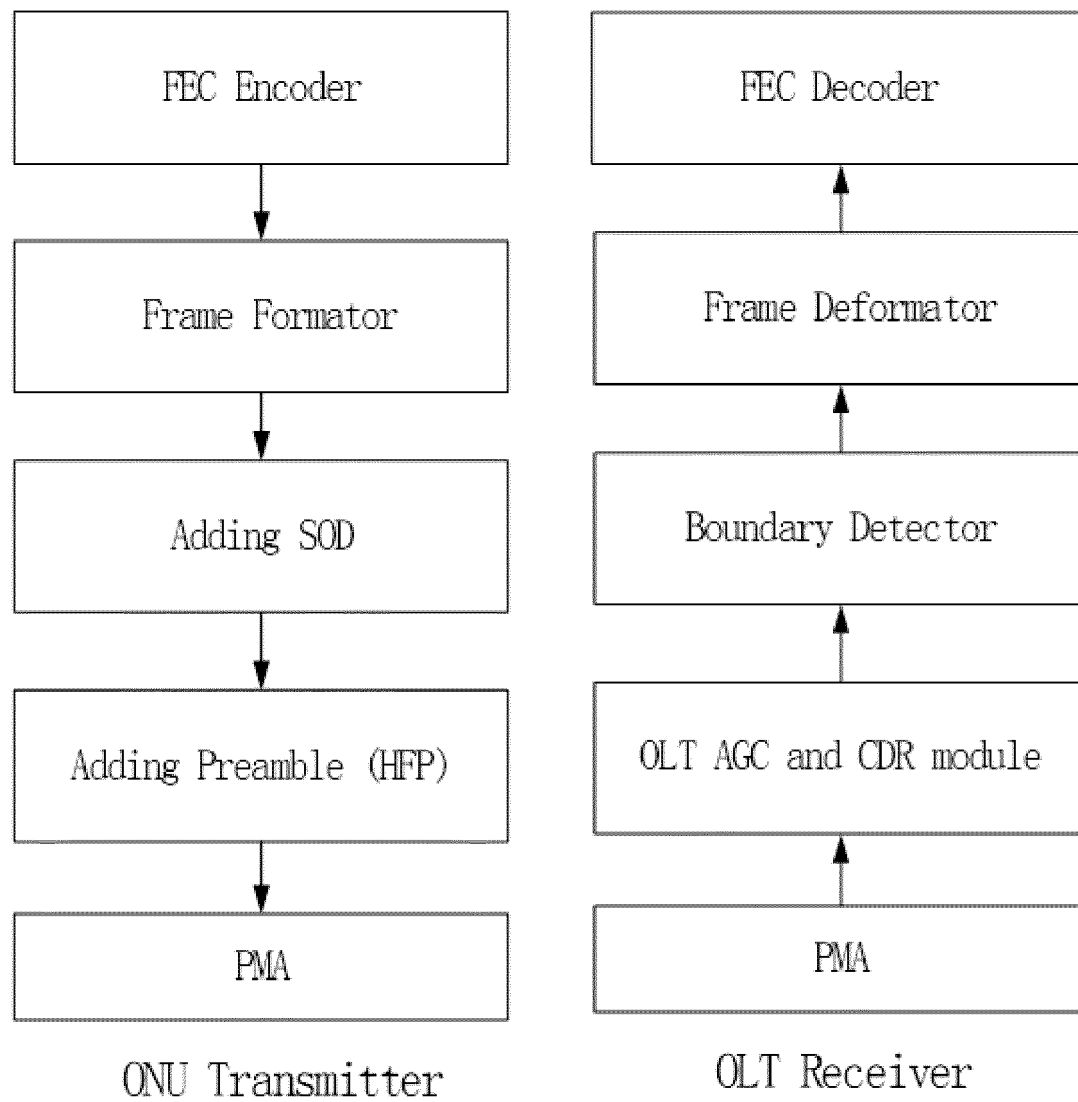 FEC Encoder
Frame Formator
Adding SOD
Adding Preamble (HFP)
PMA
ONU Transmitter
FEC Decoder
Frame Deformator
Boundary Detector
OLT AGC and CDR module
PMA
OLT Receiver